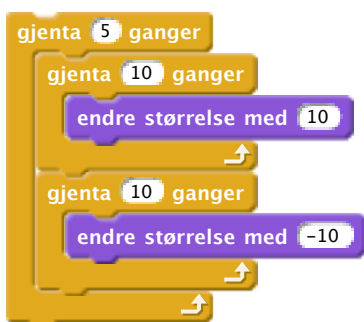 gjenta 5 ganger
gjenta 10 ganger
endre størrelse med 10
gjenta 10 ganger
endre størrelse med -10